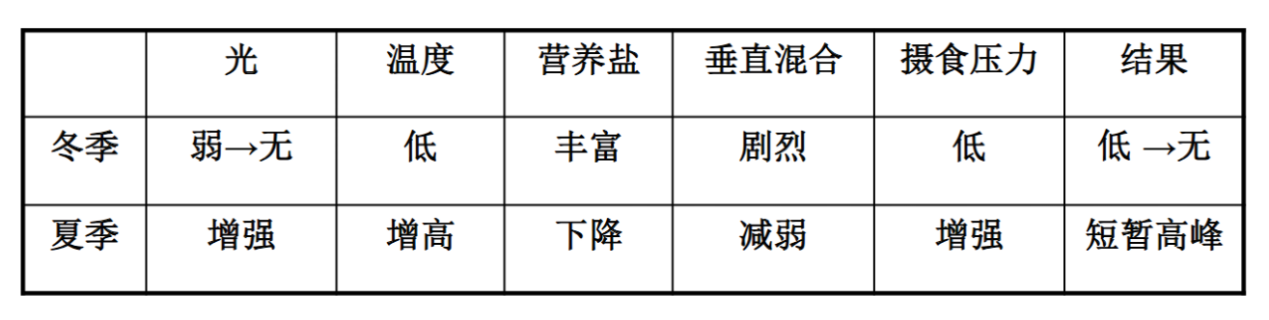 光 温度 营养盐 垂直混合 摄食压力 结果
冬季 弱→无 低 丰富 剧烈 低 低 →无
夏季 增强 增高 下降 减弱 增强 短暂高峰